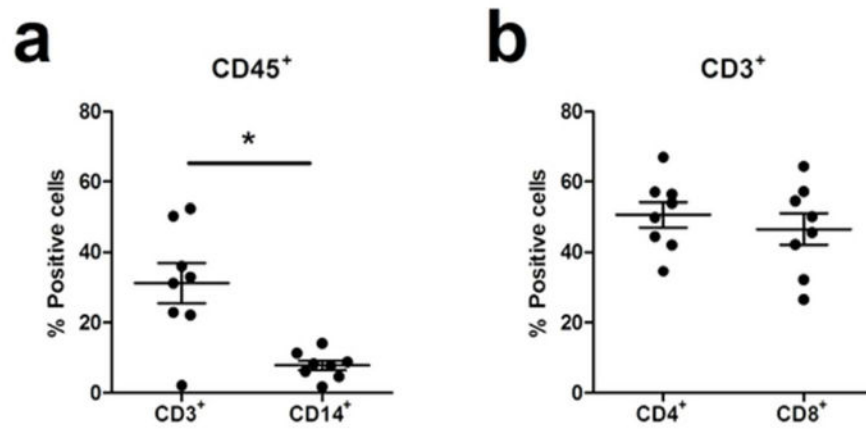 a
CD45⁺
% Positive cells
80
60
40
20
0
*
CD3⁺
CD14⁺
b
CD3⁺
% Positive cells
80
60
40
20
0
CD4⁺
CD8⁺